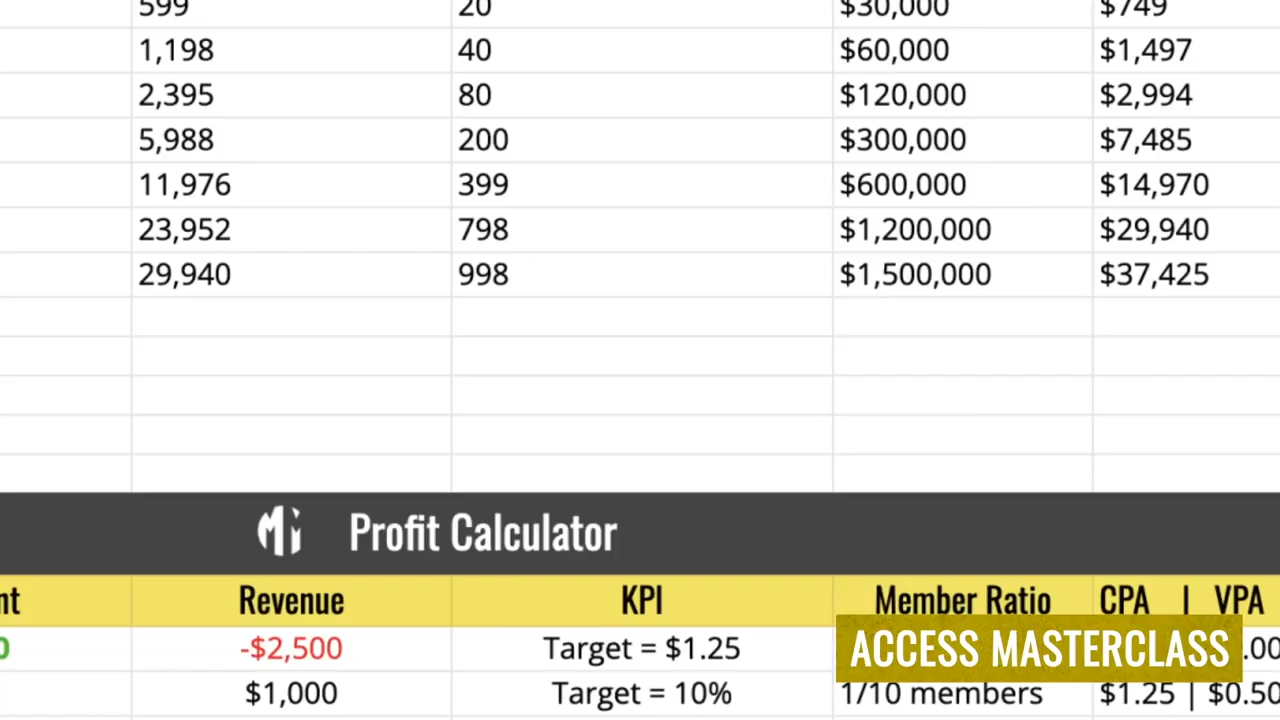 599 20 $30,000 $749
1,198 40 $60,000 $1,497
2,395 80 $120,000 $2,994
5,988 200 $300,000 $7,485
11,976 399 $600,000 $14,970
23,952 798 $1,200,000 $29,940
29,940 998 $1,500,000 $37,425
Profit Calculator
nt Revenue KPI Member Ratio CPA | VPA
0 -$2,500 Target = $1.25 .00
ACCESS MASTERCLASS
$1,000 Target = 10% 1/10 members $1.25 | $0.50